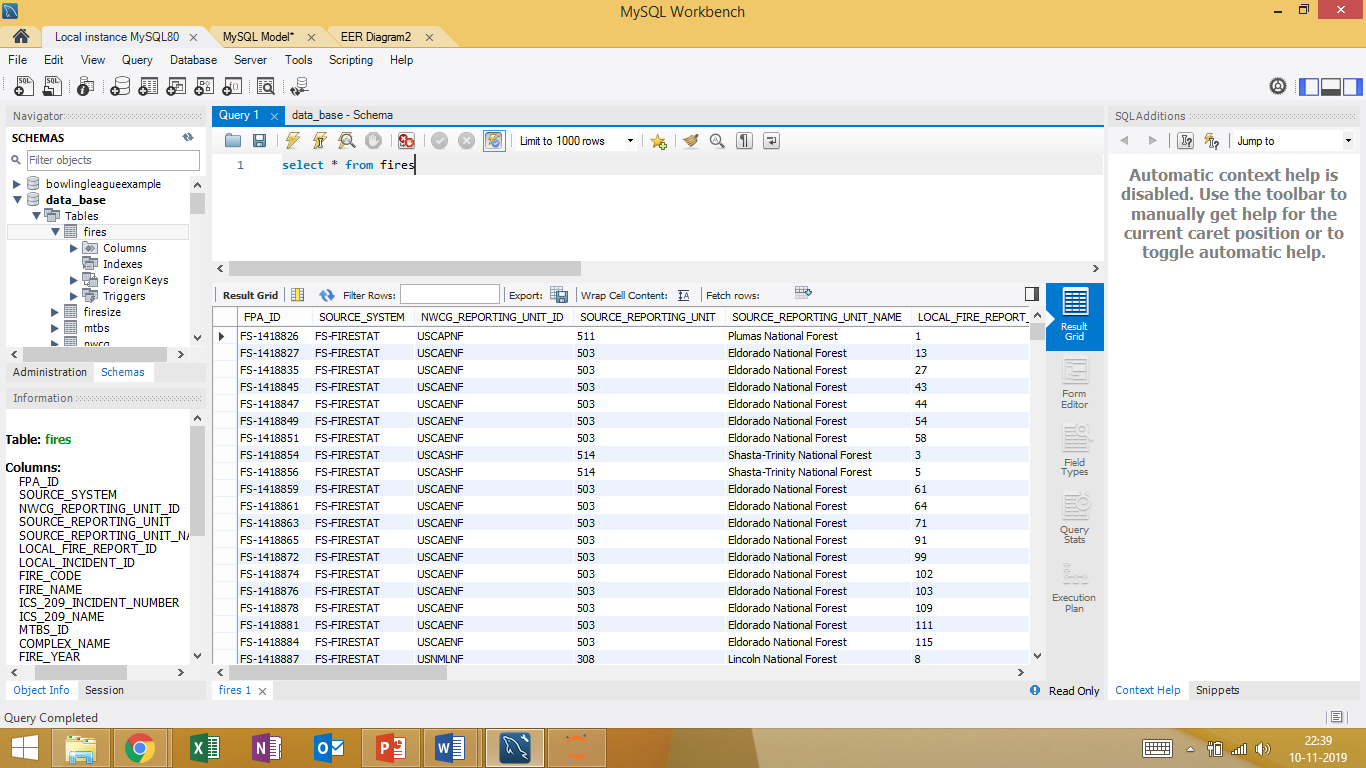 MySQL Workbench
Local instance MySQL80
MySQL Model*
EER Diagram2
File Edit View Query Database Server Tools Scripting Help
Navigator
SCHEMAS
Filter objects
bowlingleagueexample
data_base
Tables
fires
Columns
Indexes
Foreign Keys
Triggers
firesize
mtbs
nwcg
Administration Schemas
Information
Table: fires
Columns:
FPA_ID
SOURCE_SYSTEM
NWCG_REPORTING_UNIT_ID
SOURCE_REPORTING_UNIT
SOURCE_REPORTING_UNIT_NA
LOCAL_FIRE_REPORT_ID
LOCAL_INCIDENT_ID
FIRE_CODE
FIRE_NAME
ICS_209_INCIDENT_NUMBER
ICS_209_NAME
MTBS_ID
COMPLEX_NAME
FIRE_YEAR
Object Info Session
Query Completed
Query 1
data_base - Schema
Limit to 1000 rows
1 select * from fires
Result Grid Filter Rows: Export: Wrap Cell Content: Fetch rows:
FPA_ID SOURCE_SYSTEM NWCG_REPORTING_UNIT_ID SOURCE_REPORTING_UNIT SOURCE_REPORTING_UNIT_NAME LOCAL_FIRE_REPORT_
FS-1418826 FS-FIRESTAT USCAPNF 511 Plumas National Forest 1
FS-1418827 FS-FIRESTAT USCAENF 503 Eldorado National Forest 13
FS-1418835 FS-FIRESTAT USCAENF 503 Eldorado National Forest 27
FS-1418845 FS-FIRESTAT USCAENF 503 Eldorado National Forest 43
FS-1418847 FS-FIRESTAT USCAENF 503 Eldorado National Forest 44
FS-1418849 FS-FIRESTAT USCAENF 503 Eldorado National Forest 54
FS-1418851 FS-FIRESTAT USCAENF 503 Eldorado National Forest 58
FS-1418854 FS-FIRESTAT USCASHF 514 Shasta-Trinity National Forest 3
FS-1418856 FS-FIRESTAT USCASHF 514 Shasta-Trinity National Forest 5
FS-1418859 FS-FIRESTAT USCAENF 503 Eldorado National Forest 61
FS-1418861 FS-FIRESTAT USCAENF 503 Eldorado National Forest 64
FS-1418863 FS-FIRESTAT USCAENF 503 Eldorado National Forest 71
FS-1418865 FS-FIRESTAT USCAENF 503 Eldorado National Forest 91
FS-1418872 FS-FIRESTAT USCAENF 503 Eldorado National Forest 99
FS-1418874 FS-FIRESTAT USCAENF 503 Eldorado National Forest 102
FS-1418876 FS-FIRESTAT USCAENF 503 Eldorado National Forest 103
FS-1418878 FS-FIRESTAT USCAENF 503 Eldorado National Forest 109
FS-1418881 FS-FIRESTAT USCAENF 503 Eldorado National Forest 111
FS-1418884 FS-FIRESTAT USCAENF 503 Eldorado National Forest 115
FS-1418887 FS-FIRESTAT USNMLNF 308 Lincoln National Forest 8
fires 1
Read Only
Result
Grid
Form
Editor
Field
Types
Query
Stats
Execution
Plan
SQLAdditions
Jump to
Automatic context help is
disabled. Use the toolbar to
manually get help for the
current caret position or to
toggle automatic help.
Context Help Snippets
22:39
10-11-2019